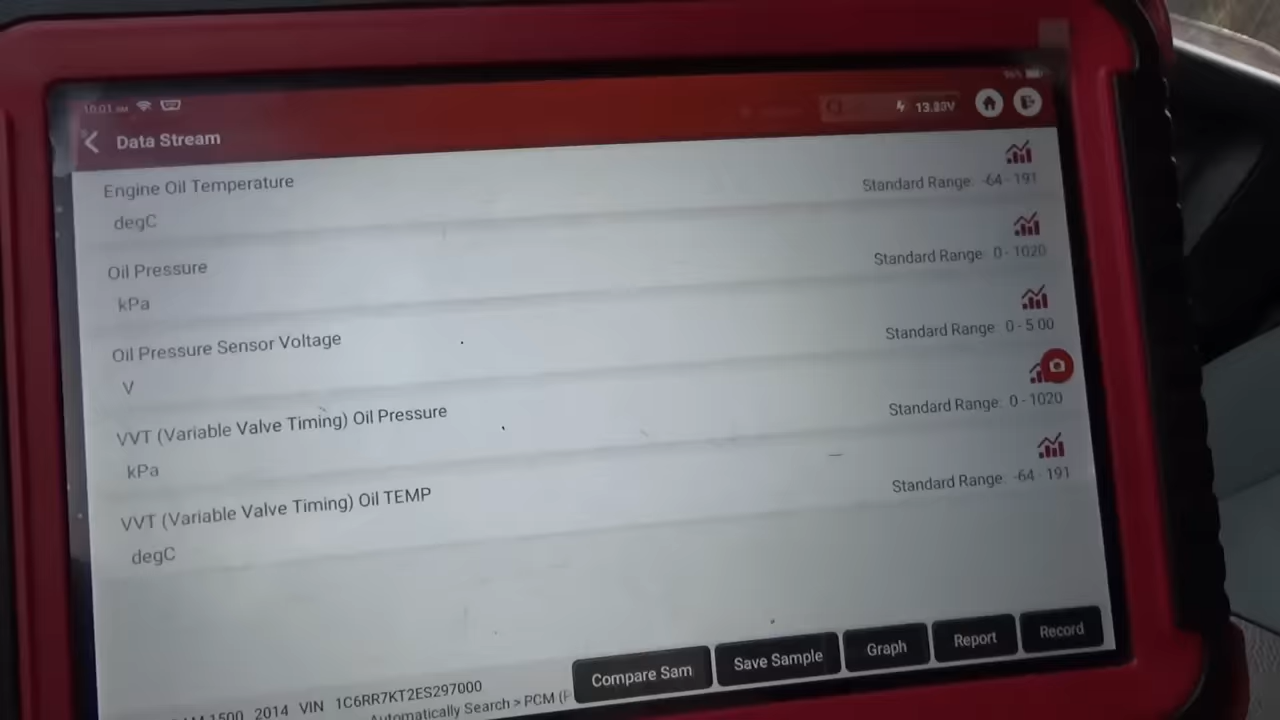 10:01 AM
13.83V
Data Stream
Engine Oil Temperature
Standard Range: -64 - 191
degC
Oil Pressure
Standard Range: 0 - 1020
kPa
Oil Pressure Sensor Voltage
Standard Range: 0 - 5.00
V
VVT (Variable Valve Timing) Oil Pressure
Standard Range: 0 - 1020
kPa
VVT (Variable Valve Timing) Oil TEMP
Standard Range: -64 - 191
degC
Compare Sam
Save Sample
Graph
Report
Record
1500 2014 VIN 1C6RR7KT2ES297000
Automatically Search > PCM (P